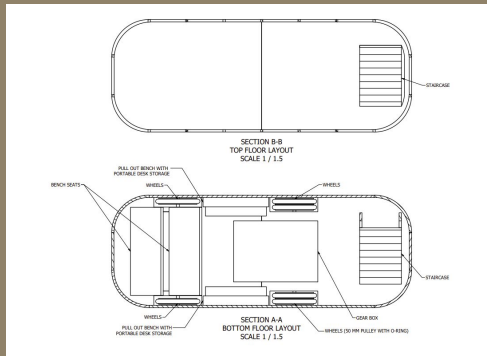 STAIRCASE
SECTION B-B
TOP FLOOR LAYOUT
SCALE 1 / 1.5
PULL OUT BENCH WITH
PORTABLE DESK STORAGE
BENCH SEATS
WHEELS
WHEELS
STAIRCASE
WHEELS
GEAR BOX
SECTION A-A
BOTTOM FLOOR LAYOUT
SCALE 1 / 1.5
PULL OUT BENCH WITH
PORTABLE DESK STORAGE
WHEELS (50 MM PULLEY WITH O RING)